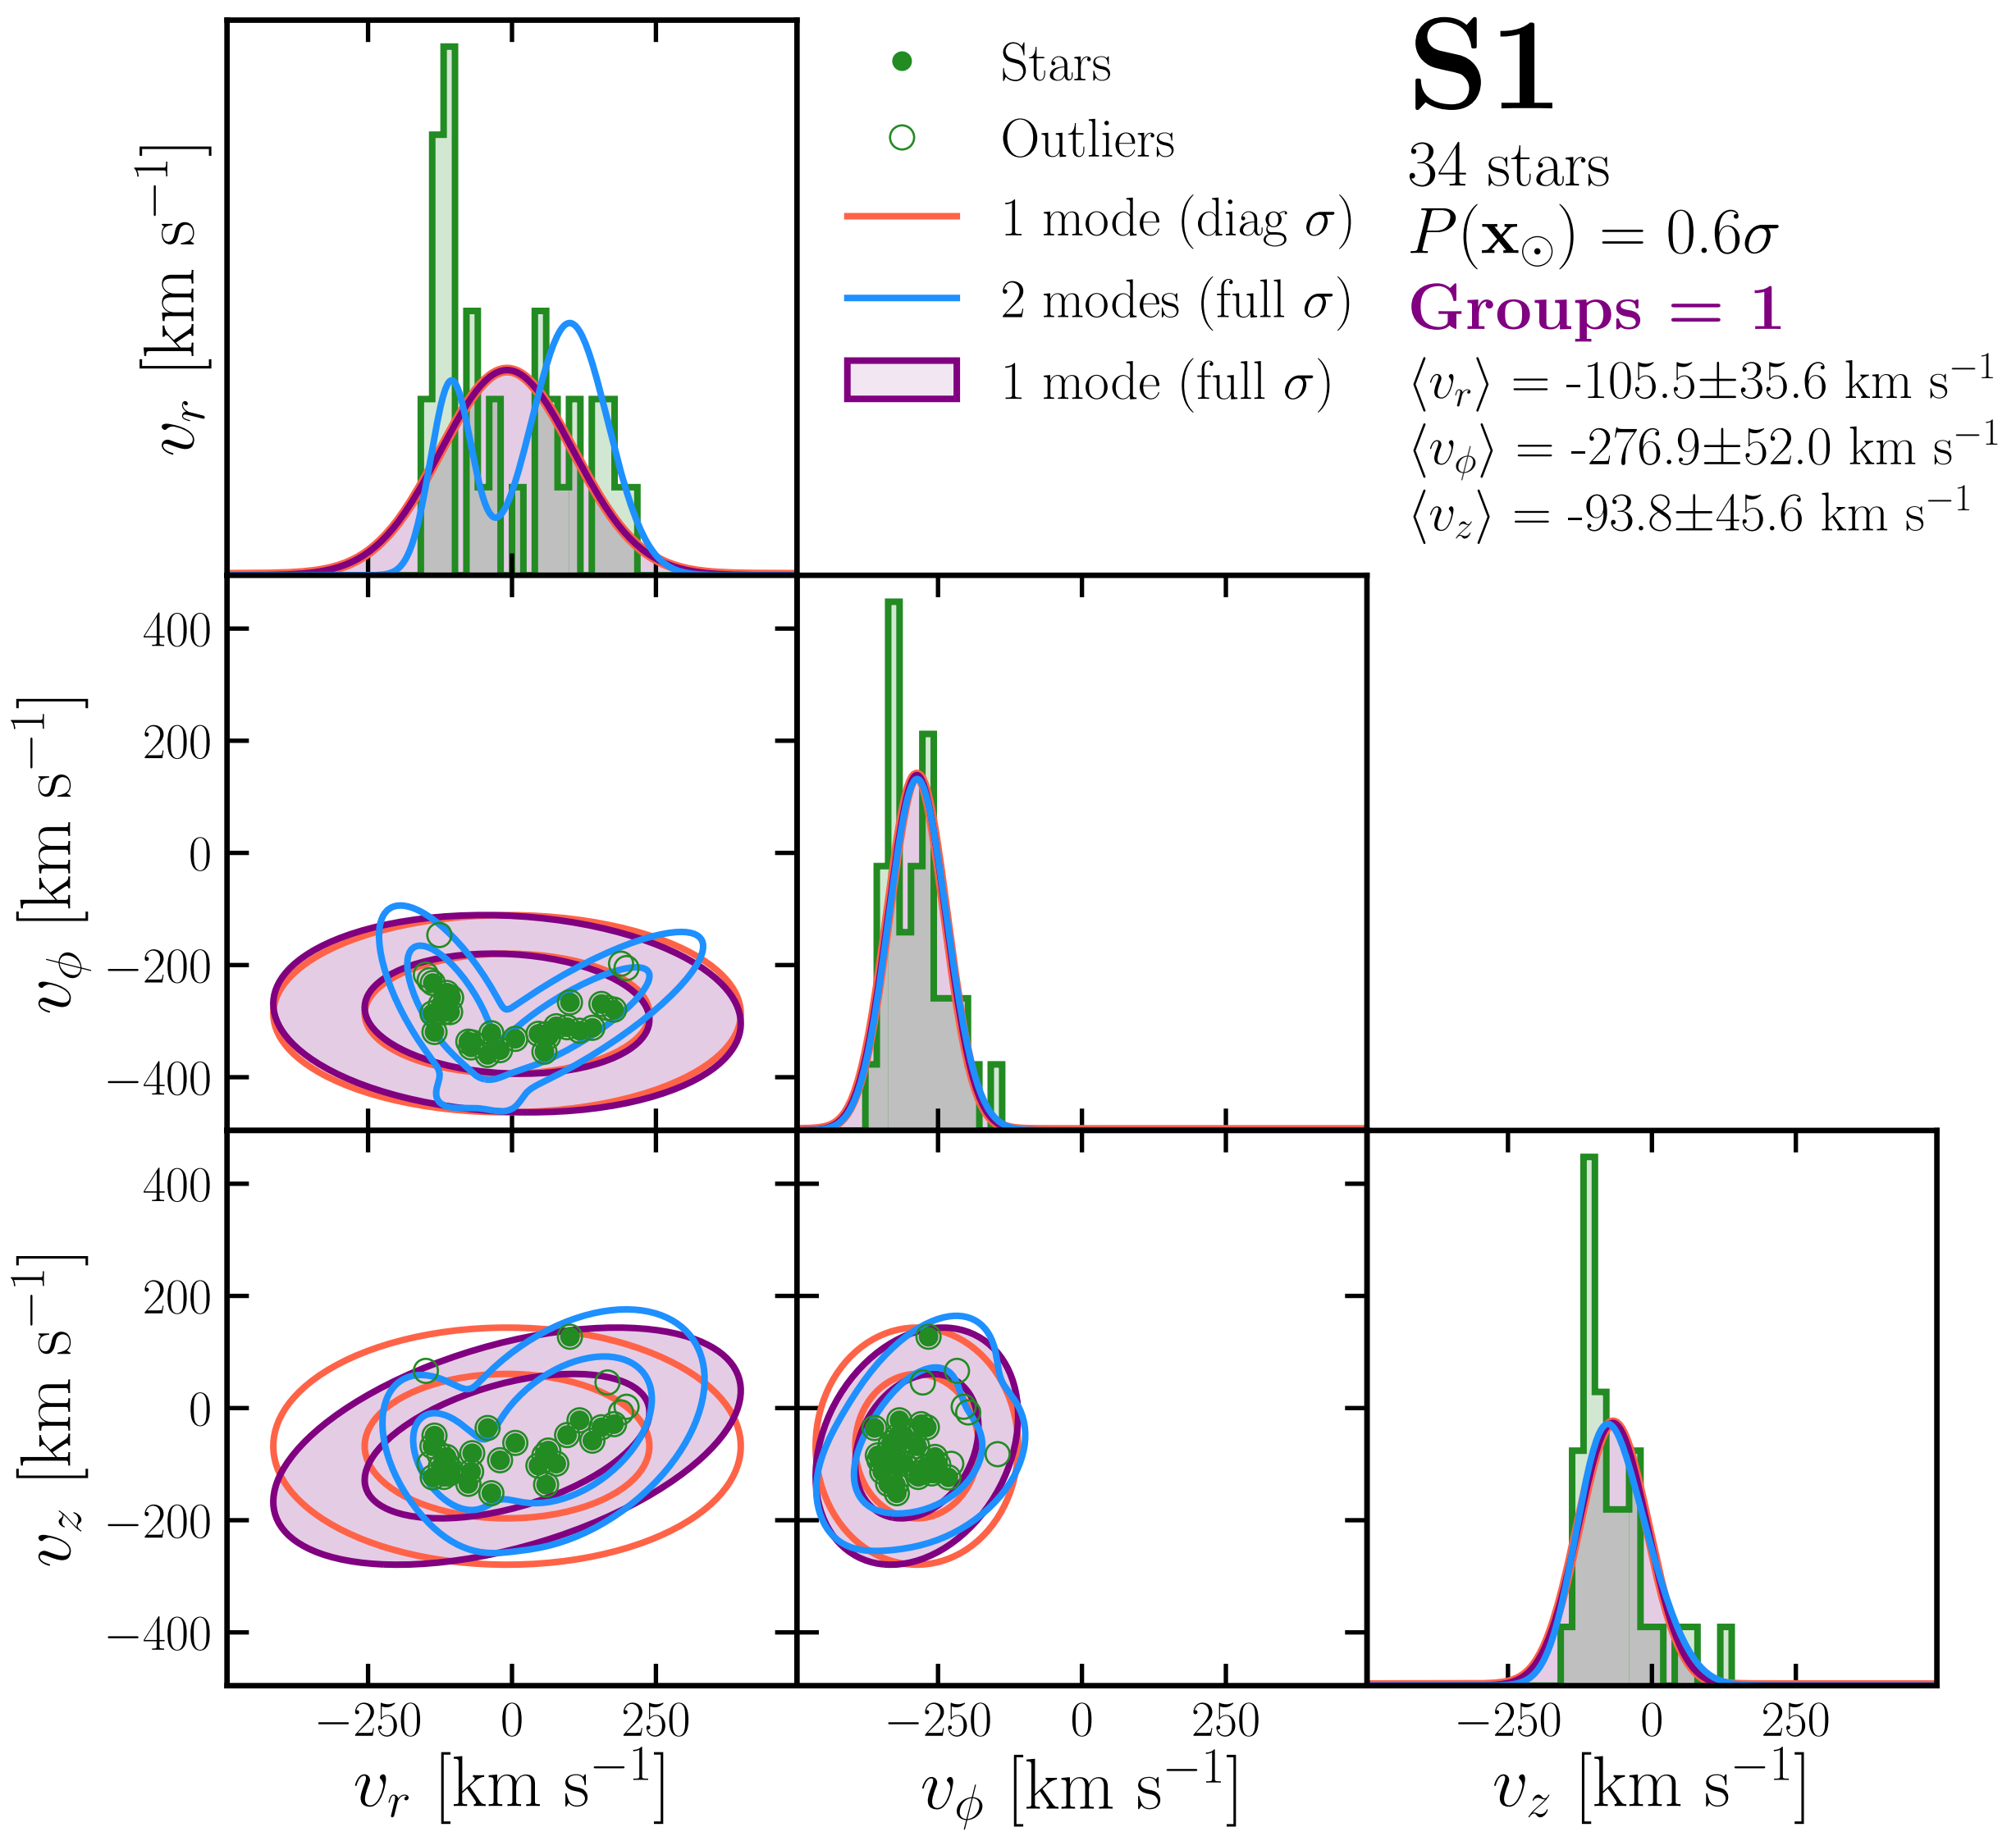 S1
34 stars
P(x⊙) = 0.6σ
Groups = 1
⟨v_r⟩ = -105.5±35.6 km s⁻¹
⟨v_ϕ⟩ = -276.9±52.0 km s⁻¹
⟨v_z⟩ = -93.8±45.6 km s⁻¹
Stars
Outliers
1 mode (diag σ)
2 modes (full σ)
1 mode (full σ)
v_r [km s⁻¹]
v_ϕ [km s⁻¹]
400
200
0
−200
−400
v_z [km s⁻¹]
400
200
0
−200
−400
−250 0 250
−250 0 250
−250 0 250
v_r [km s⁻¹]
v_ϕ [km s⁻¹]
v_z [km s⁻¹]